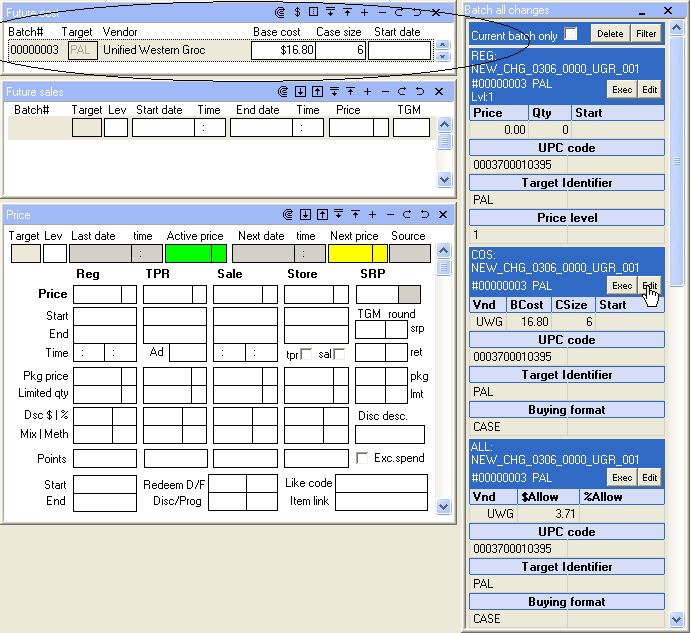 Future cost
Batch# Target Vendor Base cost Case size Start date
00000003 PAL Unified Western Groc $16.80 6
Future sales
Batch# Target Lev Start date Time End date Time Price TGM
: :
Price
Target Lev Last date time Active price Next date time Next price Source
: :
Reg TPR Sale Store SRP
Price
Start TGM round
End srp
Time : : Ad : : tpr sal ret
Pkg price pkg
Limited qty lmt
Dsc $ | % Disc desc.
Mix | Meth
Points Exc.spend
Start Redeem D/F Like code
End Disc/Prog Item link
Batch all changes
Current batch only Delete Filter
REG:
NEW_CHG_0306_0000_UGR_001
#00000003 PAL Exec Edit
Lvl:1
Price Qty Start
0.00 0
UPC code
0003700010395
Target Identifier
PAL
Price level
1
COS:
NEW_CHG_0306_0000_UGR_001
#00000003 PAL Exec Edit
Vnd BCost CSize Start
UWG 16.80 6
UPC code
0003700010395
Target Identifier
PAL
Buying format
CASE
ALL:
NEW_CHG_0306_0000_UGR_001
#00000003 PAL Exec Edit
Vnd $Allow %Allow
UWG 3.71
UPC code
0003700010395
Target Identifier
PAL
Buying format
CASE